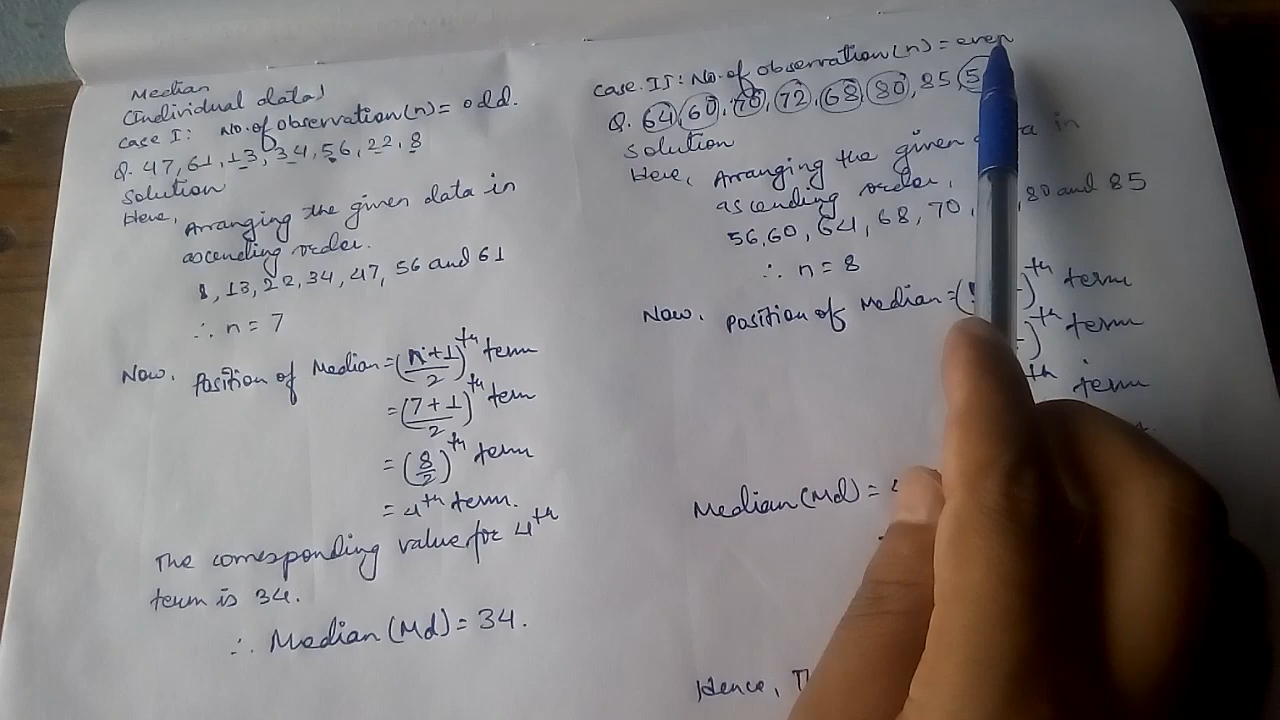 Median
(Individual data)
Case I: No. of observation(n) = odd.
Q. 47, 61, 13, 34, 56, 22, 8
Solution
Here,
Arranging the given data in
ascending order.
8, 13, 22, 34, 47, 56 and 61
∴ n = 7
Now, Position of Median = (n+1/2)th term
= (7+1/2)th term
= (8/2)th term
= 4th term.
The corresponding value for 4th
term is 34.
∴ Median (Md) = 34.
Case II: No. of observation (n) = even
Q. 64, 60, 70, 72, 68, 80, 85, 5
Solution
Here, Arranging the given data in
ascending order,
56, 60, 64, 68, 70, , 80 and 85
∴ n = 8
Now, Position of Median = ( )th term
)th term
th term
Median (Md) =
Hence,